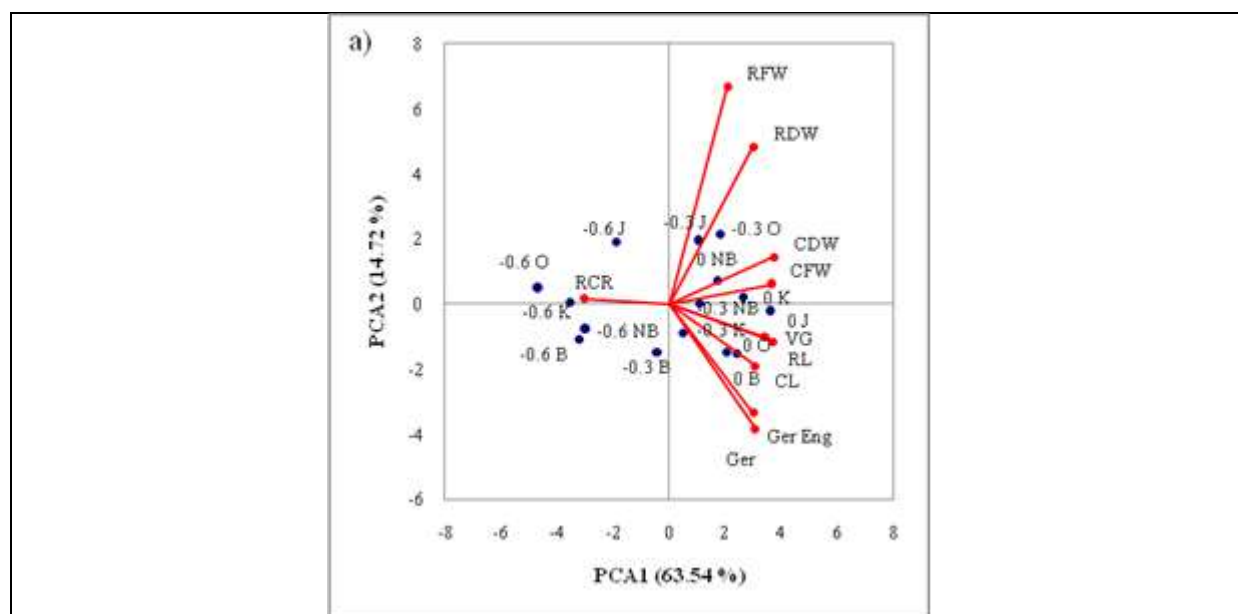 a)
8
RFW
6
RDW
4
-0.6 J
-0.3 J
-0.3 O
2
0 NB
CDW
-0.6 O
CFW
RCR
0
-0.6 K
-0.3 NB
0 K
0 J
-0.6 NB
-0.3 K
VG
0 O
-0.6 B
RL
-0.3 B
-2
0 B
CL
-4
Ger Eng
Ger
-6
-8 -6 -4 -2 0 2 4 6 8
PCA1 (63.54 %)
PCA2 (14.72 %)